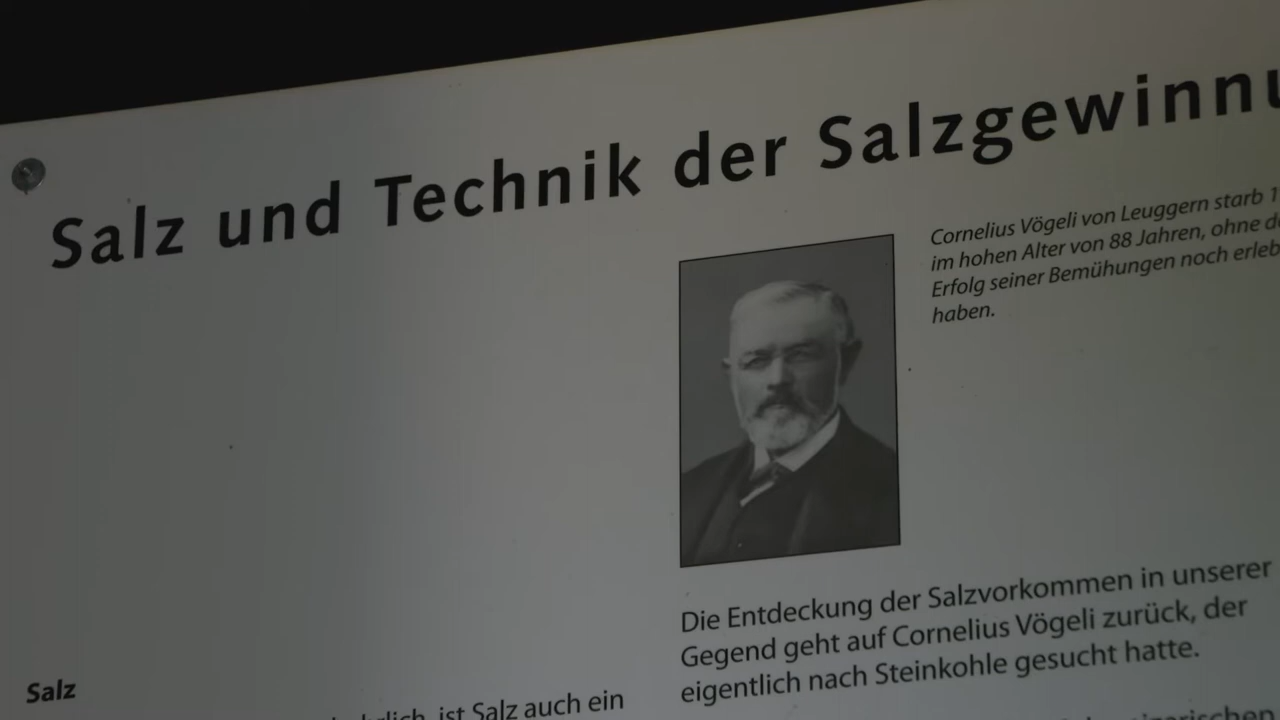 Salz und Technik der Salzgewinnu
Cornelius Vögeli von Leuggern starb 1
im hohen Alter von 88 Jahren, ohne d
Erfolg seiner Bemühungen noch erleb
haben.
Die Entdeckung der Salzvorkommen in unserer
Gegend geht auf Cornelius Vögeli zurück, der
eigentlich nach Steinkohle gesucht hatte.
Salz
ist Salz auch ein